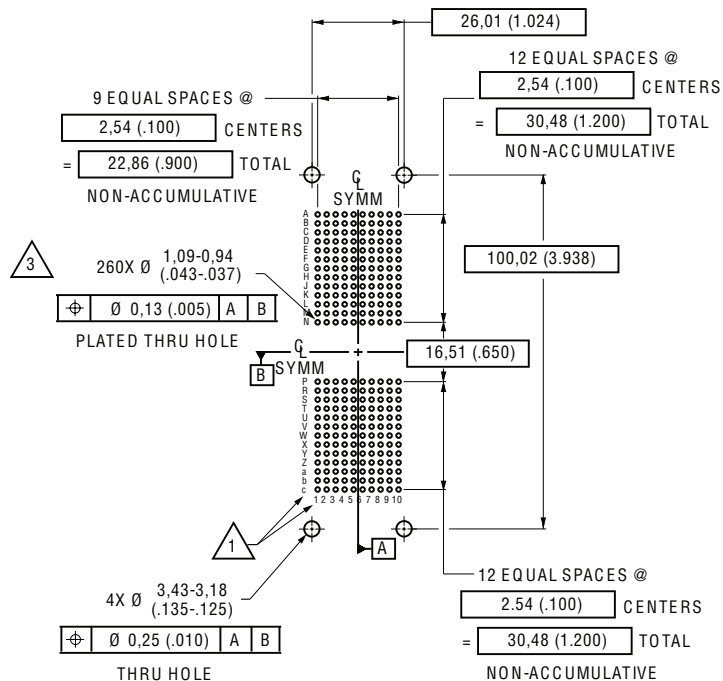 26,01 (1.024)
12 EQUAL SPACES @
2,54 (.100) CENTERS
= 30,48 (1.200) TOTAL
NON-ACCUMULATIVE
9 EQUAL SPACES @
2,54 (.100) CENTERS
= 22,86 (.900) TOTAL
NON-ACCUMULATIVE
CL
SYMM
A
B
C
D
E
F
G
H
J
K
L
M
N
3
260X Ø 1,09-0,94
(.043-.037)
⌖ Ø 0,13 (.005) A B
PLATED THRU HOLE
100,02 (3.938)
16,51 (.650)
CL
SYMM
B
P
R
S
T
U
V
W
X
Y
Z
a
b
c
1 2 3 4 5 6 7 8 9 10
1
A
4X Ø 3,43-3,18
(.135-.125)
⌖ Ø 0,25 (.010) A B
THRU HOLE
12 EQUAL SPACES @
2.54 (.100) CENTERS
= 30,48 (1.200) TOTAL
NON-ACCUMULATIVE